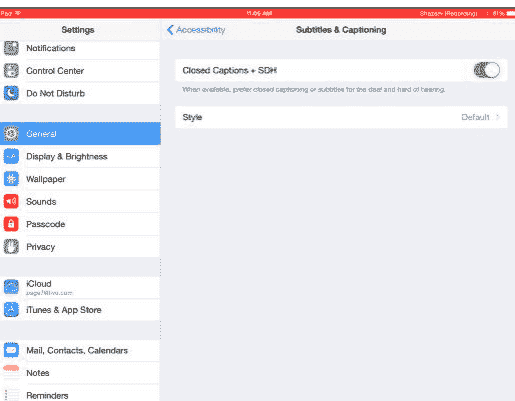 iPad
11:05 AM
Shazam (Recording)
61%
Settings
Accessibility
Subtitles & Captioning
Notifications
Control Center
Do Not Disturb
General
Display & Brightness
Wallpaper
Sounds
Passcode
Privacy
iCloud
iTunes & App Store
Mail, Contacts, Calendars
Notes
Reminders
Closed Captions + SDH
When available, prefer closed captioning or subtitles for the deaf and hard of hearing.
Style
Default